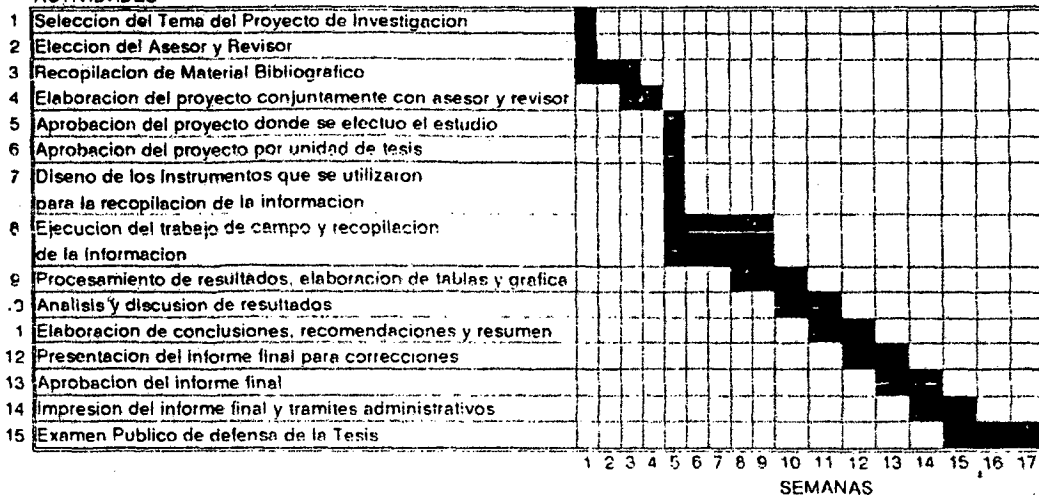 1 Seleccion del Tema del Proyecto de Investigacion
2 Eleccion del Asesor y Revisor
3 Recopilacion de Material Bibliografico
4 Elaboracion del proyecto conjuntamente con asesor y revisor
5 Aprobacion del proyecto donde se efectuo el estudio
6 Aprobacion del proyecto por unidad de tesis
7 Diseno de los Instrumentos que se utilizaron
para la recopilacion de la informacion
8 Ejecucion del trabajo de campo y recopilacion
de la Informacion
9 Procesamiento de resultados, elaboracion de tablas y grafica
.0 Analisis y discusion de resultados
1 Elaboracion de conclusiones, recomendaciones y resumen
12 Presentacion del informe final para correcciones
13 Aprobacion del informe final
14 Impresion del informe final y tramites administrativos
15 Examen Publico de defensa de la Tesis
1 2 3 4 5 6 7 8 9 10 11 12 13 14 15 16 17
SEMANAS